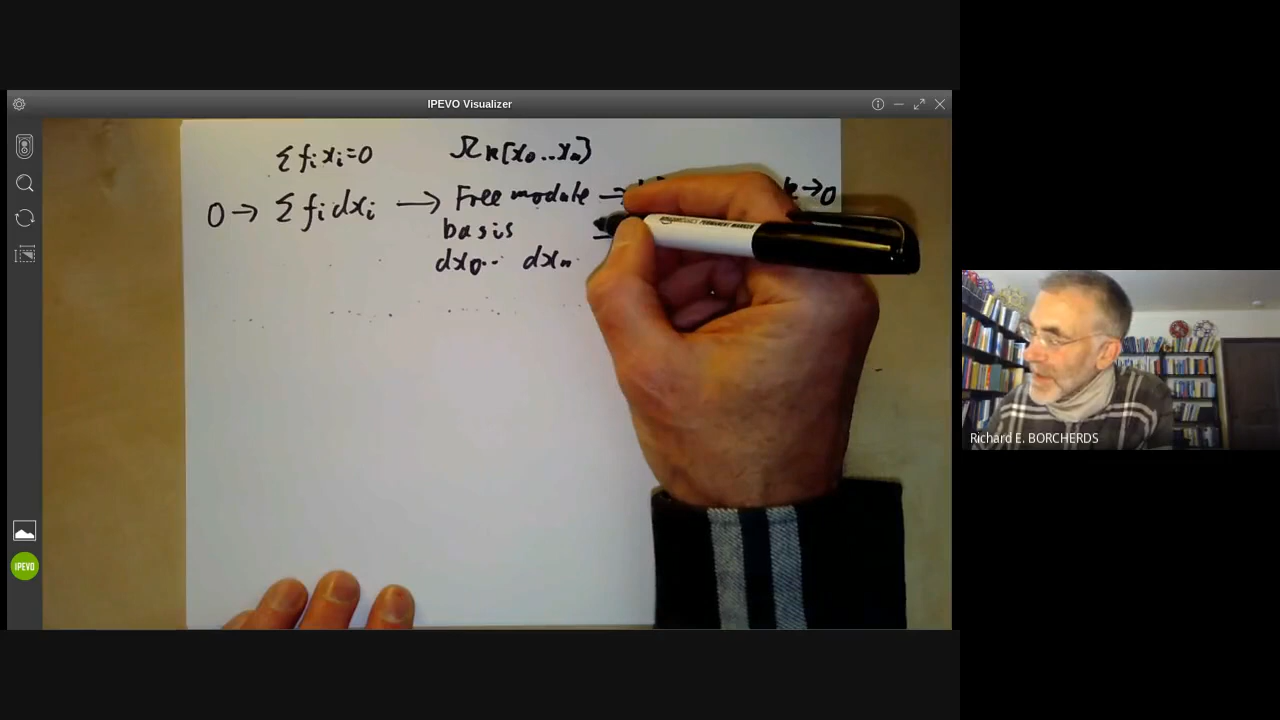 IPEVO Visualizer
Σ fᵢ xᵢ = 0
Ω k[x₀..xₙ]
0 → Σ fᵢ dxᵢ → Free module → → 0
basis
dx₀.. dxₙ
IPEVO
Richard E. BORCHERDS